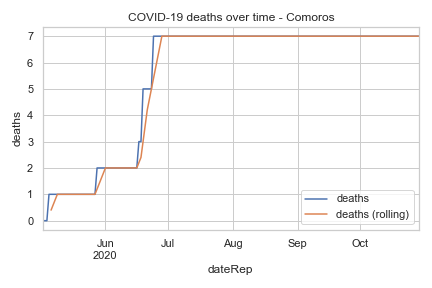 COVID-19 deaths over time - Comoros
deaths
7
6
5
4
3
2
1
0
Jun Jul Aug Sep Oct
2020
dateRep
deaths
deaths (rolling)